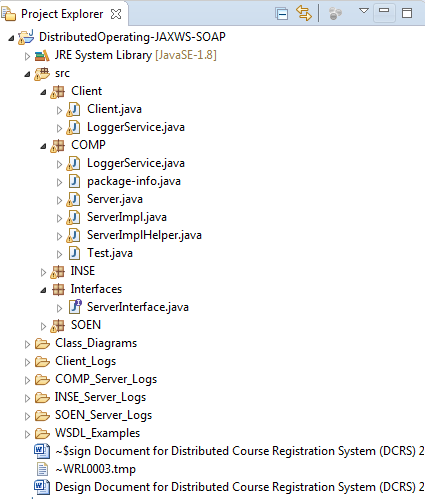 Project Explorer
DistributedOperating-JAXWS-SOAP
JRE System Library [JavaSE-1.8]
src
Client
Client.java
LoggerService.java
COMP
LoggerService.java
package-info.java
Server.java
ServerImpl.java
ServerImplHelper.java
Test.java
INSE
Interfaces
ServerInterface.java
SOEN
Class_Diagrams
Client_Logs
COMP_Server_Logs
INSE_Server_Logs
SOEN_Server_Logs
WSDL_Examples
~$sign Document for Distributed Course Registration System (DCRS) 2
~WRL0003.tmp
Design Document for Distributed Course Registration System (DCRS) 2